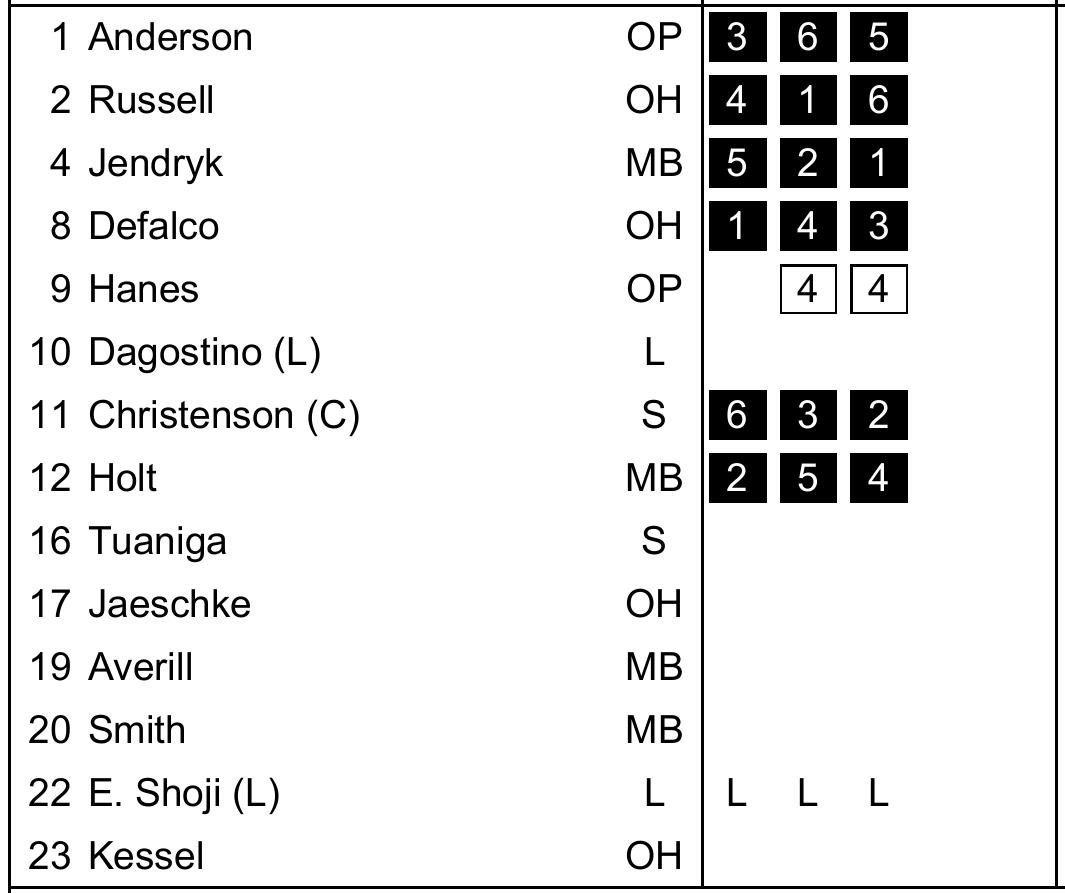 1 Anderson OP 3 6 5
2 Russell OH 4 1 6
4 Jendryk MB 5 2 1
8 Defalco OH 1 4 3
9 Hanes OP 4 4
10 Dagostino (L) L
11 Christenson (C) S 6 3 2
12 Holt MB 2 5 4
16 Tuaniga S
17 Jaeschke OH
19 Averill MB
20 Smith MB
22 E. Shoji (L) L L L L
23 Kessel OH